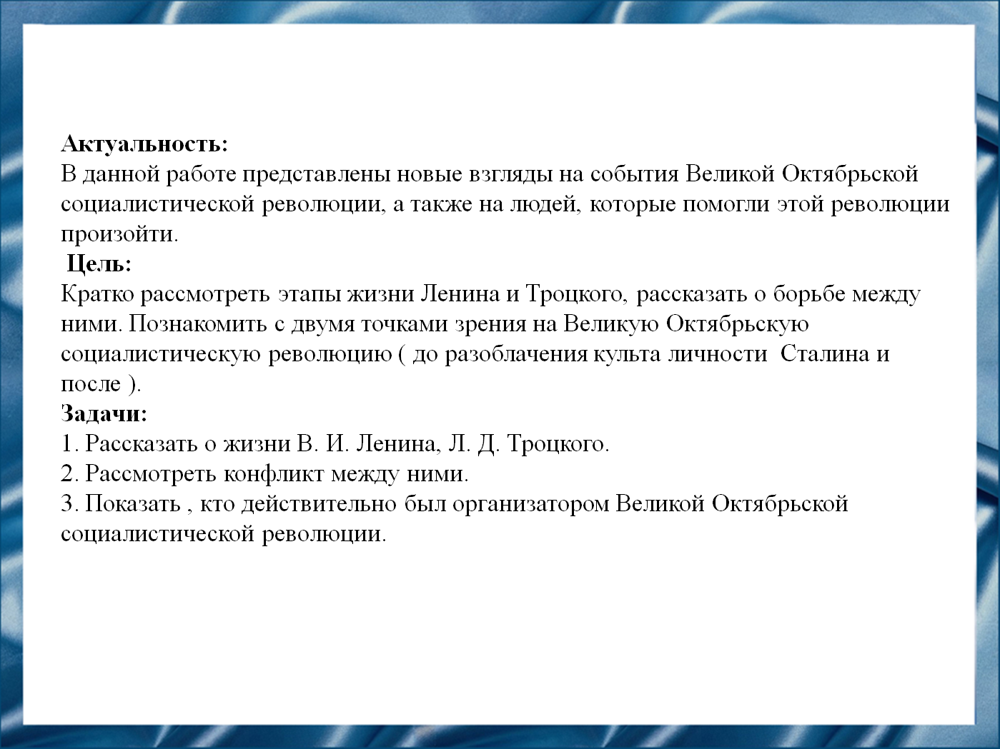 Актуальность:
В данной работе представлены новые взгляды на события Великой Октябрьской
социалистической революции, а также на людей, которые помогли этой революции
произойти.
Цель:
Кратко рассмотреть этапы жизни Ленина и Троцкого, рассказать о борьбе между
ними. Познакомить с двумя точками зрения на Великую Октябрьскую
социалистическую революцию ( до разоблачения культа личности  Сталина и
после ).
Задачи:
1. Рассказать о жизни В. И. Ленина, Л. Д. Троцкого.
2. Рассмотреть конфликт между ними.
3. Показать , кто действительно был организатором Великой Октябрьской
социалистической революции.